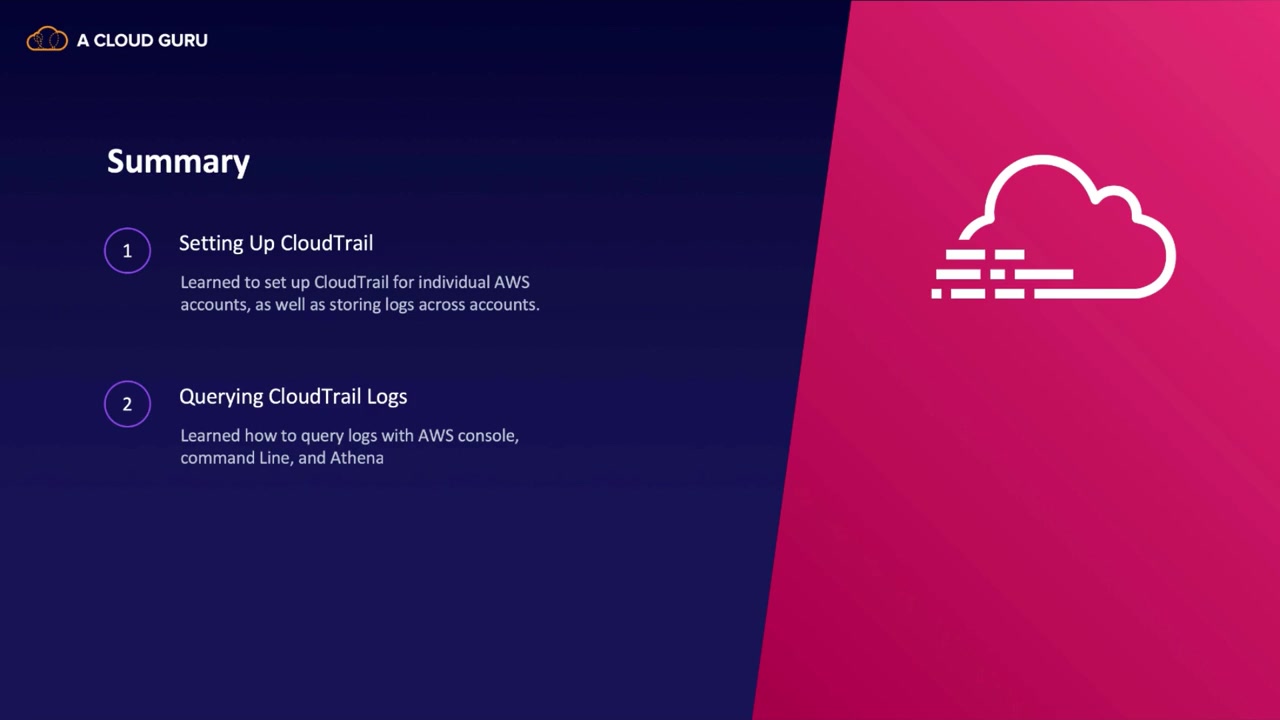 A CLOUD GURU
Summary
1
Setting Up CloudTrail
Learned to set up CloudTrail for individual AWS
accounts, as well as storing logs across accounts.
2
Querying CloudTrail Logs
Learned how to query logs with AWS console,
command Line, and Athena